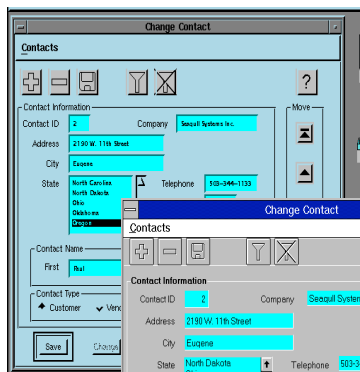 Change Contact
Contacts
?
Contact Information
Move
Contact ID 2 Company Seagull Systems Inc.
Address 2190 W. 11th Street
City Eugene
State North Carolina
North Dakota
Ohio
Oklahoma
Oregon
Telephone 503-344-1133
Contact Name
First
Contact Type
Customer Vend
Save Change
Change Contact
Contacts
Contact Information
Contact ID 2 Company Seagull System
Address 2190 W. 11th Street
City Eugene
State North Dakota Telephone 503-3